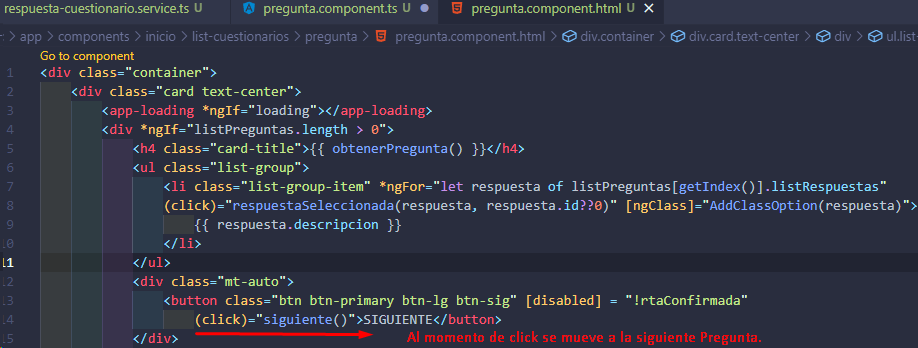 respuesta-cuestionario.service.ts U
pregunta.component.ts U
pregunta.component.html U
app > components > inicio > list-cuestionarios > pregunta > pregunta.component.html > div.container > div.card.text-center > div > ul.list-
Go to component
1 <div class="container">
2 <div class="card text-center">
3 <app-loading *ngIf="loading"></app-loading>
4 <div *ngIf="listPreguntas.length > 0">
5 <h4 class="card-title">{{ obtenerPregunta() }}</h4>
6 <ul class="list-group">
7 <li class="list-group-item" *ngFor="let respuesta of listPreguntas[getIndex()].listRespuestas"
8 (click)="respuestaSeleccionada(respuesta, respuesta.id??0)" [ngClass]="AddClassOption(respuesta)">
9 {{ respuesta.descripcion }}
10 </li>
11 </ul>
12 <div class="mt-auto">
13 <button class="btn btn-primary btn-lg btn-sig" [disabled] = "!rtaConfirmada"
14 (click)="siguiente()">SIGUIENTE</button>
15 </div>
Al momento de click se mueve a la siguiente Pregunta.